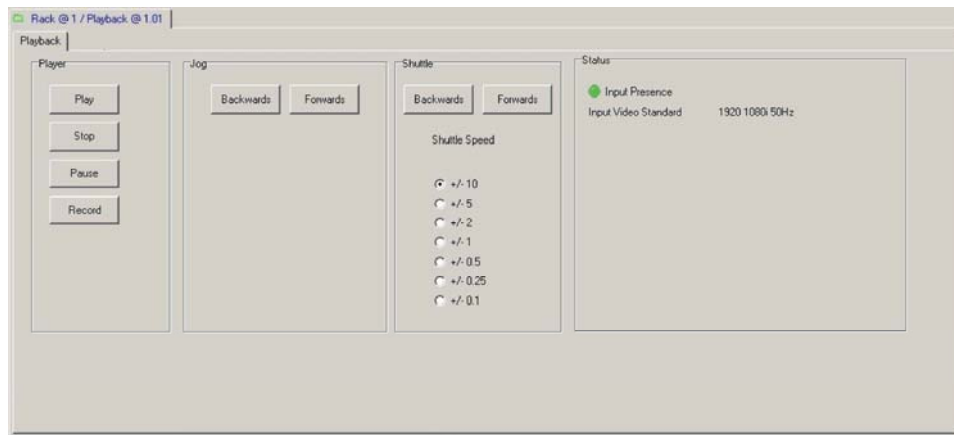 Rack @ 1 / Playback @ 1.01
Playback
Player
Play
Stop
Pause
Record
Jog
Backwards Forwards
Shuttle
Backwards Forwards
Shuttle Speed
+/- 10
+/- 5
+/- 2
+/- 1
+/- 0.5
+/- 0.25
+/- 0.1
Status
Input Presence
Input Video Standard 1920 1080i 50Hz